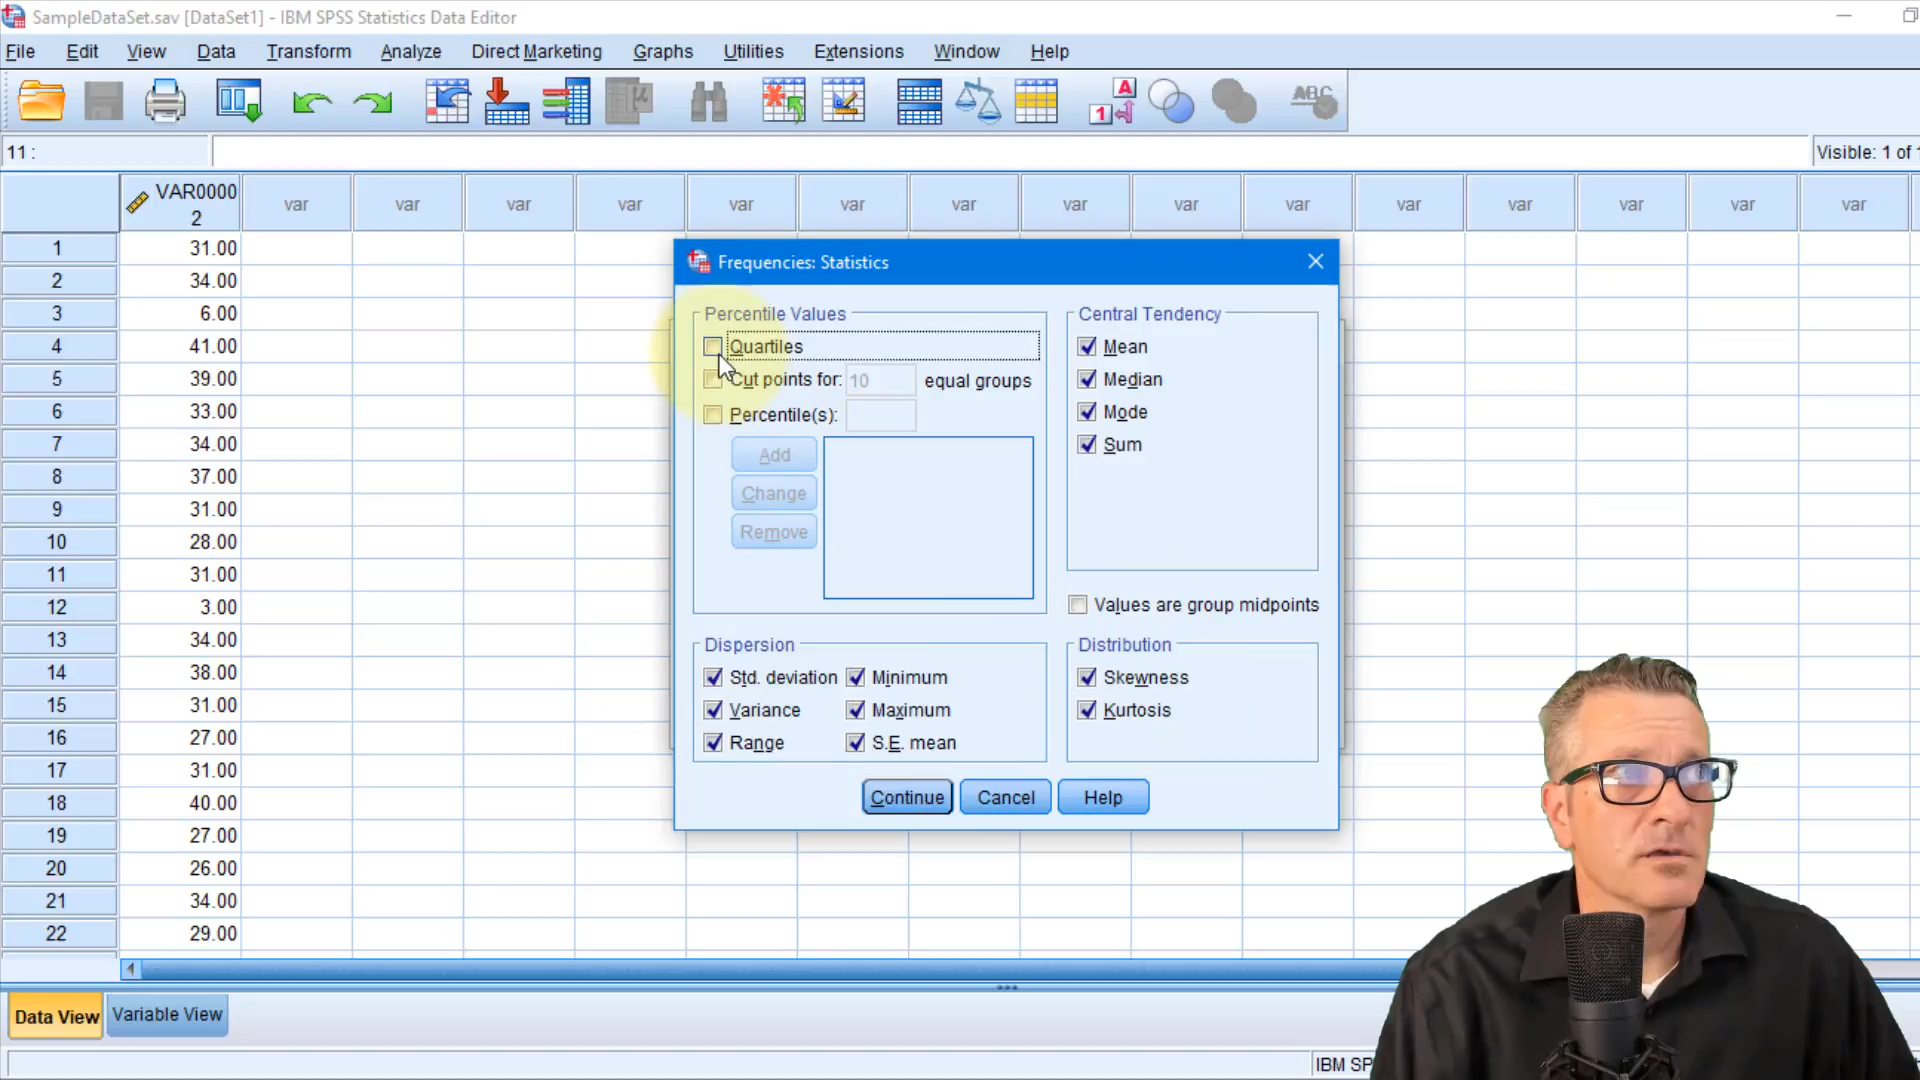 SampleDataSet.sav [DataSet1] - IBM SPSS Statistics Data Editor
File Edit View Data Transform Analyze Direct Marketing Graphs Utilities Extensions Window Help
A
1
ABC
11 :
Visible: 1 of 1
VAR0000
2
var var var var var var var var var var var var var var var
1 31.00
2 34.00
3 6.00
4 41.00
5 39.00
6 33.00
7 34.00
8 37.00
9 31.00
10 28.00
11 31.00
12 3.00
13 34.00
14 38.00
15 31.00
16 27.00
17 31.00
18 40.00
19 27.00
20 26.00
21 34.00
22 29.00
Frequencies: Statistics
Percentile Values
Quartiles
Cut points for: 10 equal groups
Percentile(s):
Add
Change
Remove
Central Tendency
Mean
Median
Mode
Sum
Values are group midpoints
Dispersion
Std. deviation Minimum
Variance Maximum
Range S.E. mean
Distribution
Skewness
Kurtosis
Continue Cancel Help
Data View Variable View
IBM SP